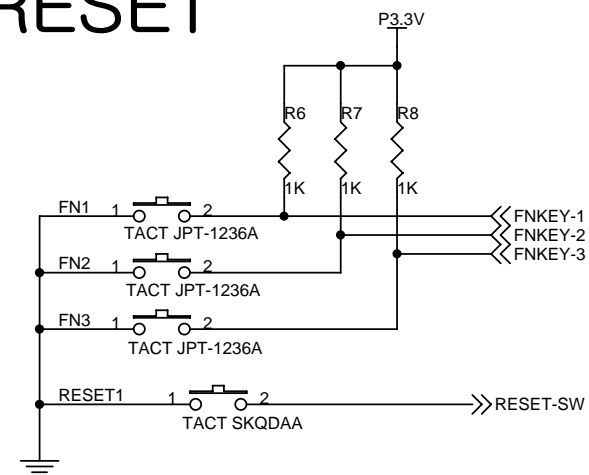 RESET
P3.3V
R6 R7 R8
1K 1K 1K
FN1 1 2 FNKEY-1
TACT JPT-1236A FNKEY-2
FN2 1 2 FNKEY-3
TACT JPT-1236A
FN3 1 2
TACT JPT-1236A
RESET1 1 2 RESET-SW
TACT SKQDAA